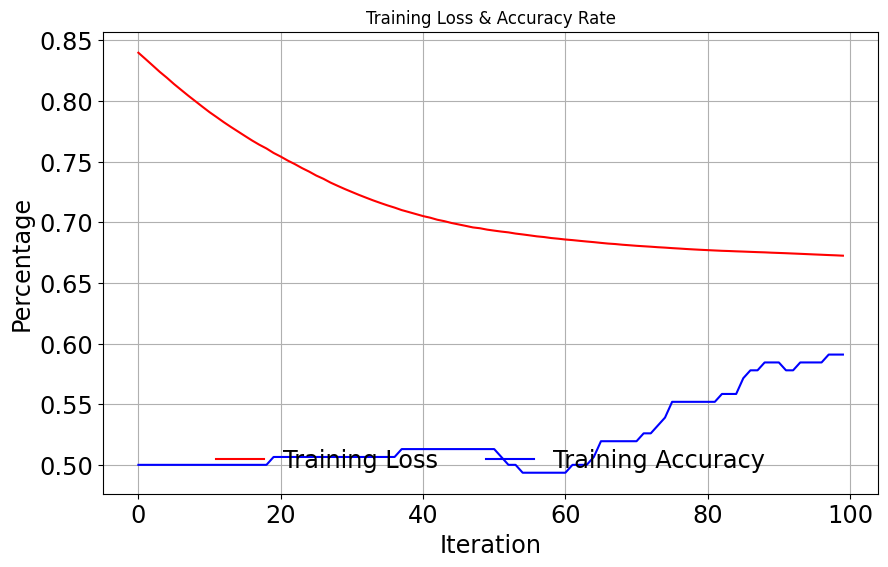 Training Loss & Accuracy Rate
0.85
0.80
0.75
0.70
0.65
0.60
0.55
0.50
Percentage
Training Loss
Training Accuracy
0 20 40 60 80 100
Iteration